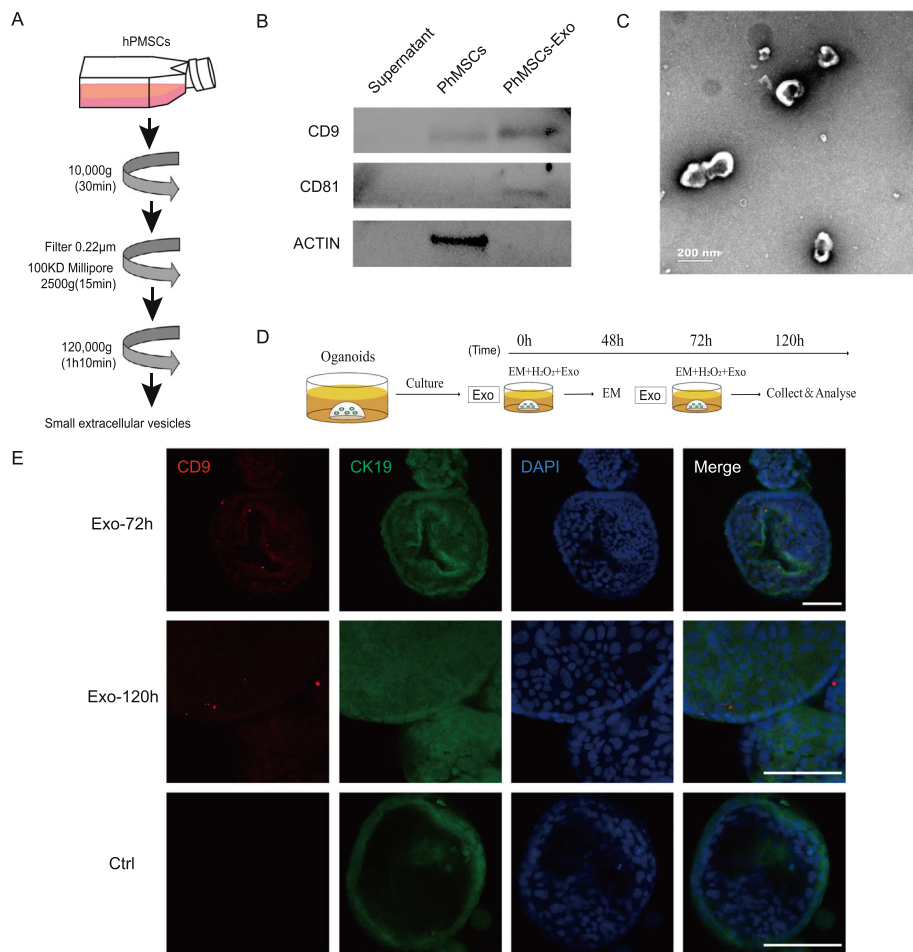 A
hPMSCs
10,000g
(30min)
Filter 0.22μm
100KD Millipore
2500g(15min)
120,000g
(1h10min)
Small extracellular vesicles
B
Supernatant
PhMSCs
PhMSCs-Exo
CD9
CD81
ACTIN
C
200 nm
D
Organoids
Culture
(Time)
0h
48h
72h
120h
Exo
EM+H₂O₂+Exo
EM
Exo
EM+H₂O₂+Exo
Collect&Analyse
E
CD9
CK19
DAPI
Merge
Exo-72h
Exo-120h
Ctrl